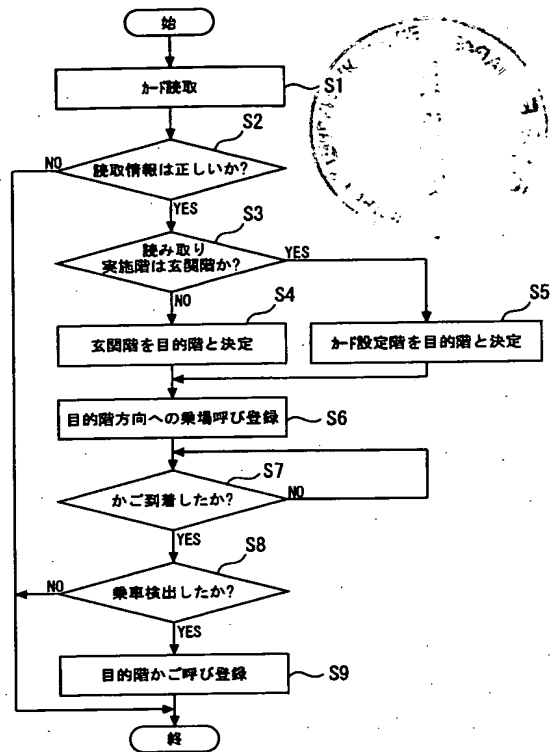 始
カード読取
S1
S2
読取情報は正しいか?
NO
YES
S3
読み取り
実施階は玄関階か?
YES
NO
S4
玄関階を目的階と決定
S5
カード設定階を目的階と決定
目的階方向への乗場呼び登録
S6
S7
かご到着したか?
NO
YES
S8
乗車検出したか?
NO
YES
目的階かご呼び登録
S9
終